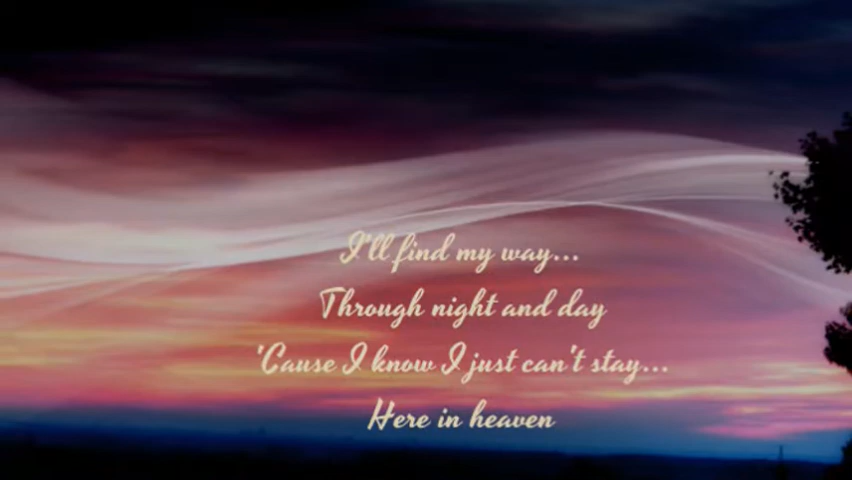 I'll find my way...
Through night and day
'Cause I know I just can't stay...
Here in heaven